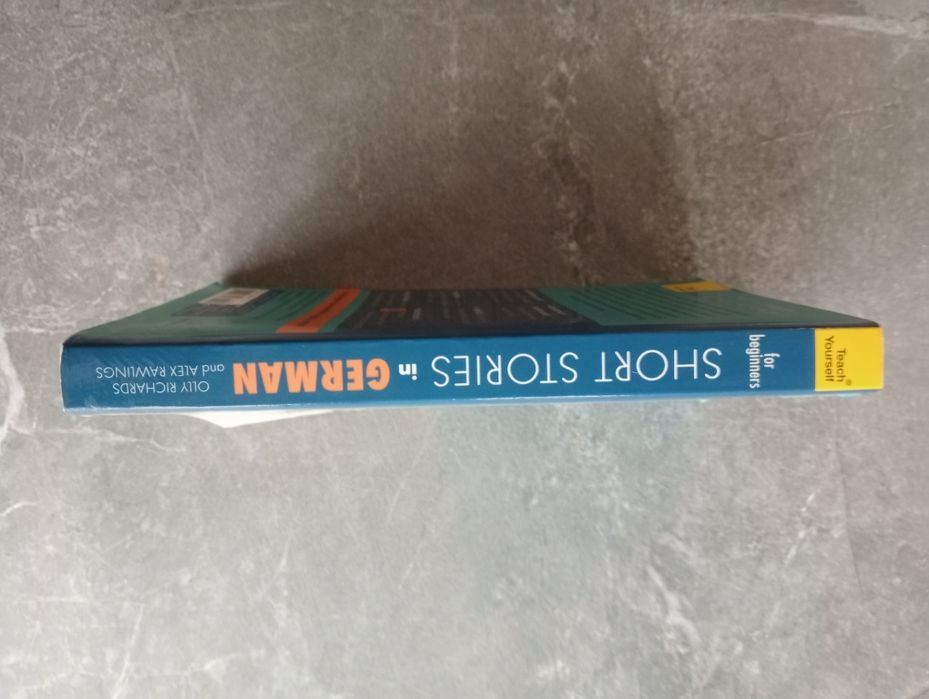 Teach
Yourself®
for
beginners
SHORT STORIES in GERMAN
OLLY RICHARDS
and ALEX RAWLINGS